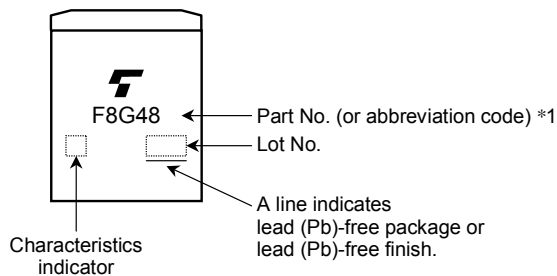 F8G48
Part No. (or abbreviation code) *1
Lot No.
A line indicates
lead (Pb)-free package or
lead (Pb)-free finish.
Characteristics
indicator